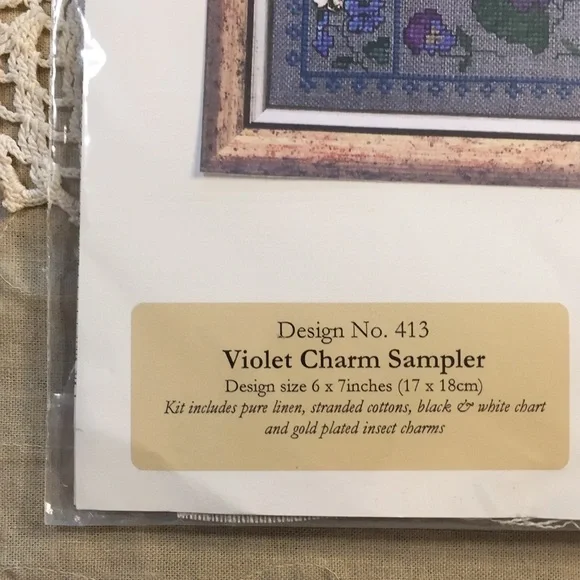 Design No. 413
Violet Charm Sampler
Design size 6 x 7inches (17 x 18cm)
Kit includes pure linen, stranded cottons, black & white chart
and gold plated insect charms